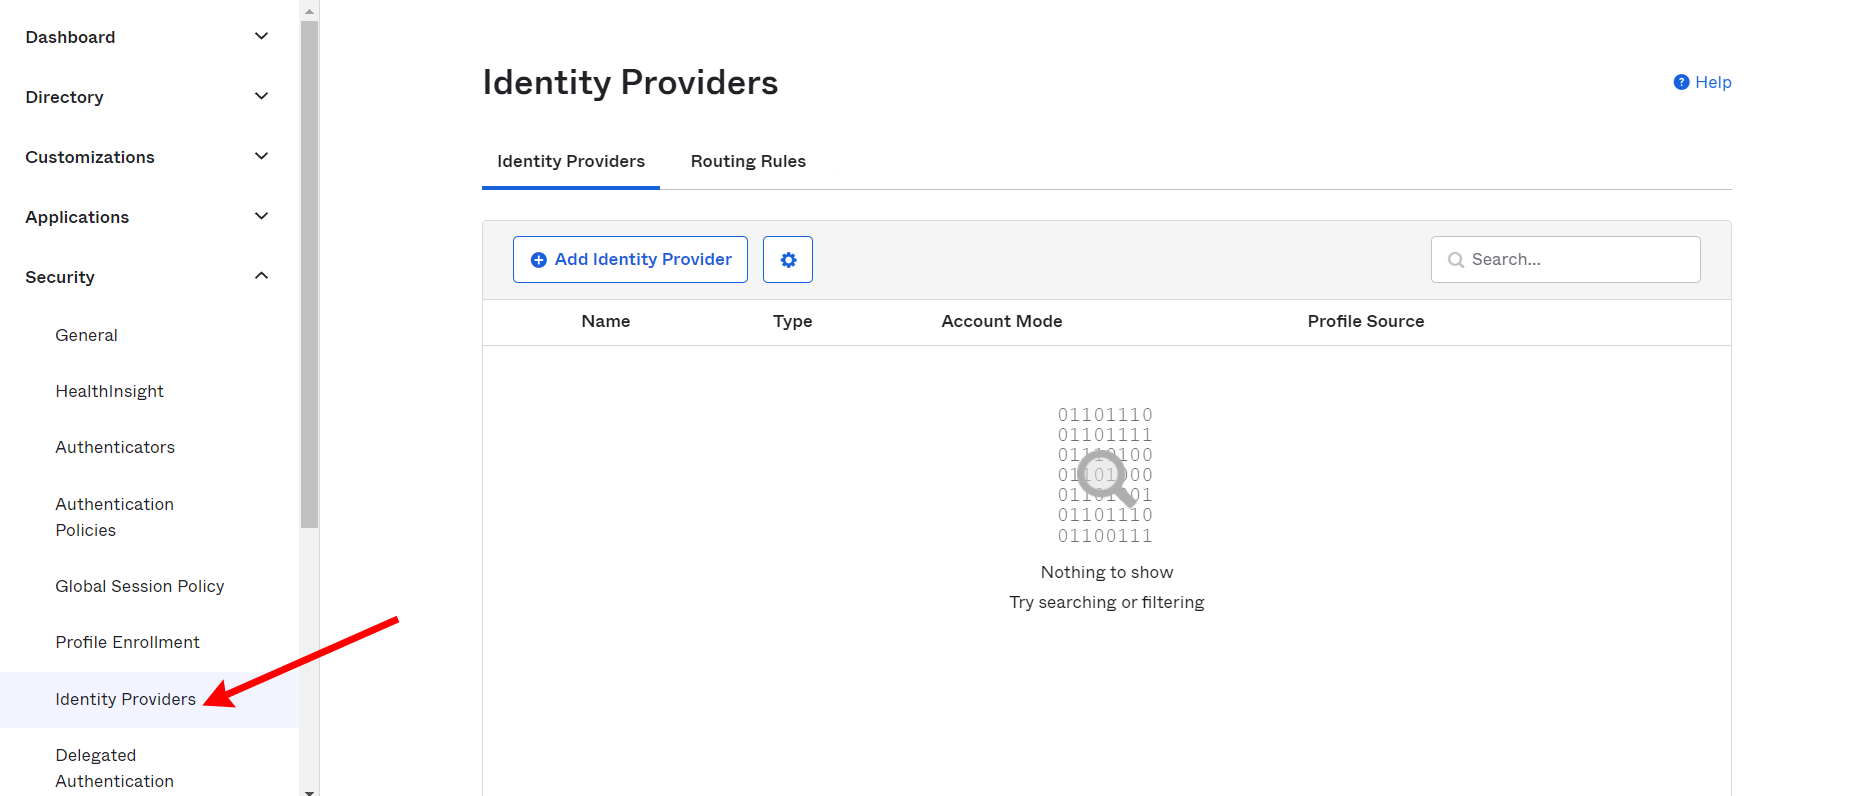 Dashboard
Directory
Customizations
Applications
Security
General
HealthInsight
Authenticators
Authentication
Policies
Global Session Policy
Profile Enrollment
Identity Providers
Delegated
Authentication
Identity Providers
Help
Identity Providers Routing Rules
Add Identity Provider
Search...
Name Type Account Mode Profile Source
01101110
01101111
01110100
01101000
01101001
01101110
01100111
Nothing to show
Try searching or filtering